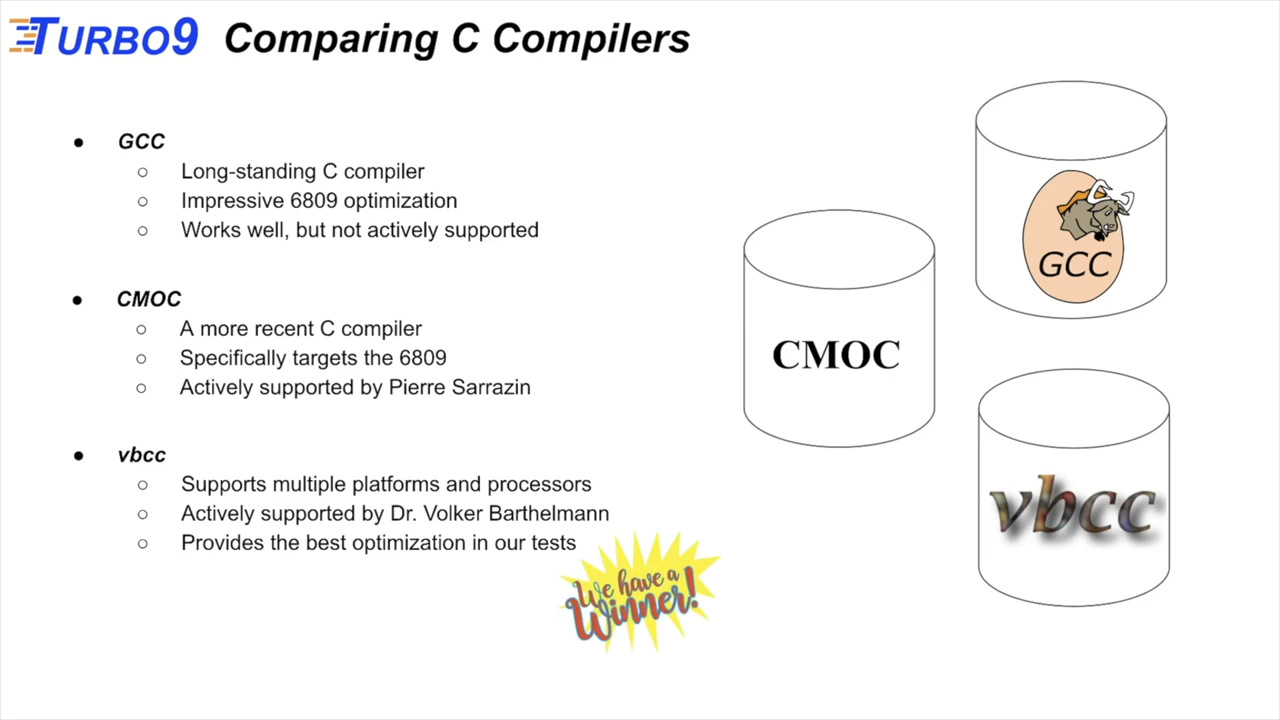 TURBO9 Comparing C Compilers
● GCC
○ Long-standing C compiler
○ Impressive 6809 optimization
○ Works well, but not actively supported
● CMOC
○ A more recent C compiler
○ Specifically targets the 6809
○ Actively supported by Pierre Sarrazin
● vbcc
○ Supports multiple platforms and processors
○ Actively supported by Dr. Volker Barthelmann
○ Provides the best optimization in our tests
We have a
Winner!
GCC
CMOC
vbcc